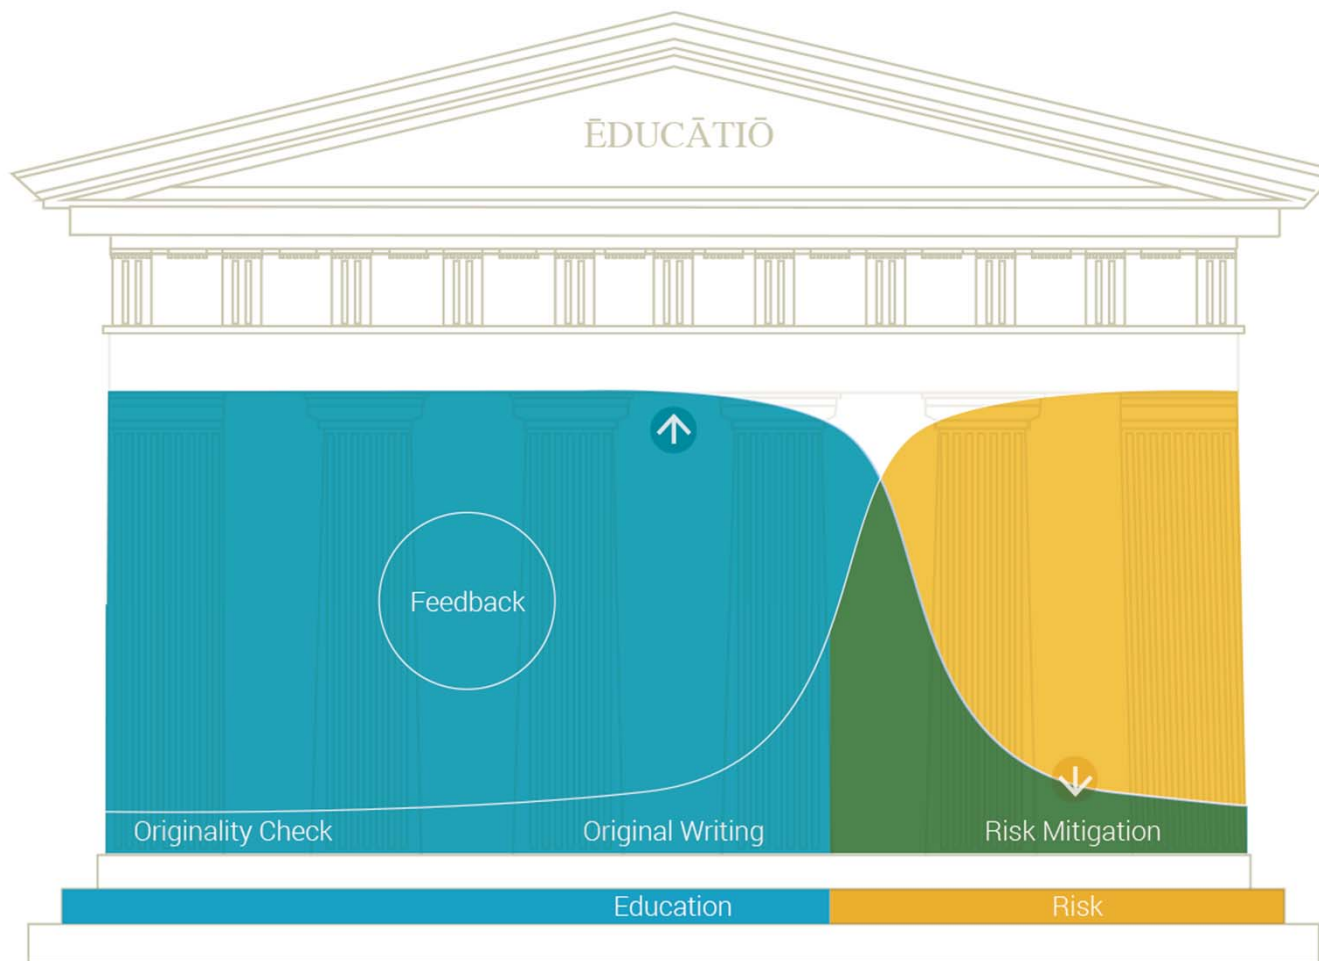 ĒDUCĀTIŌ
Feedback
Originality Check
Original Writing
Risk Mitigation
Education
Risk